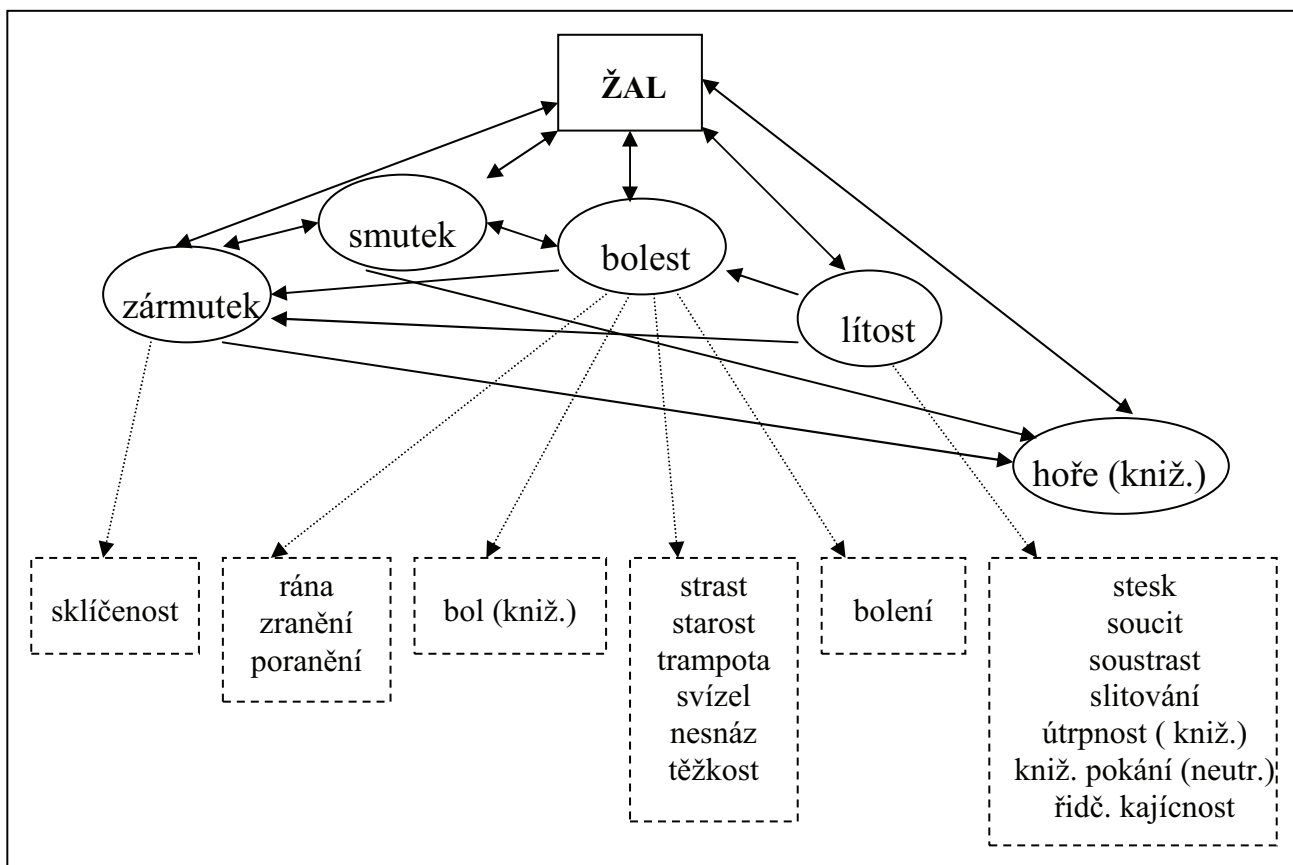 ŽAL
smutek
bolest
zármutek
lítost
hoře (kniž.)
sklíčenost
rána
zranění
poranění
bol (kniž.)
strast
starost
trampota
svízel
nesnáz
těžkost
bolení
stesk
soucit
soustrast
slitování
útrpnost ( kniž.)
kniž. pokání (neutr.)
řidč. kajícnost